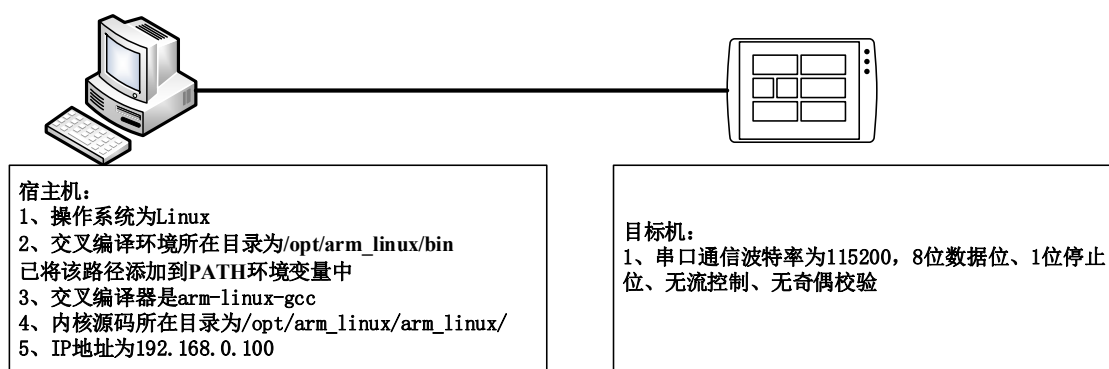 宿主机：
1、操作系统为Linux
2、交叉编译环境所在目录为/opt/arm_linux/bin
已将该路径添加到PATH环境变量中
3、交叉编译器是arm-linux-gcc
4、内核源码所在目录为/opt/arm_linux/arm_linux/
5、IP地址为192.168.0.100
目标机：
1、串口通信波特率为115200，8位数据位、1位停止
位、无流控制、无奇偶校验